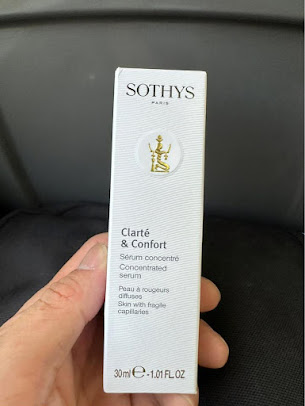 SOTHYS
PARIS
Clarté
& Confort
Sérum concentré
Concentrated
serum
Peau à rougeurs
diffuses
Skin with fragile
capillaries
30 ml ℮ - 1.01 FL.OZ